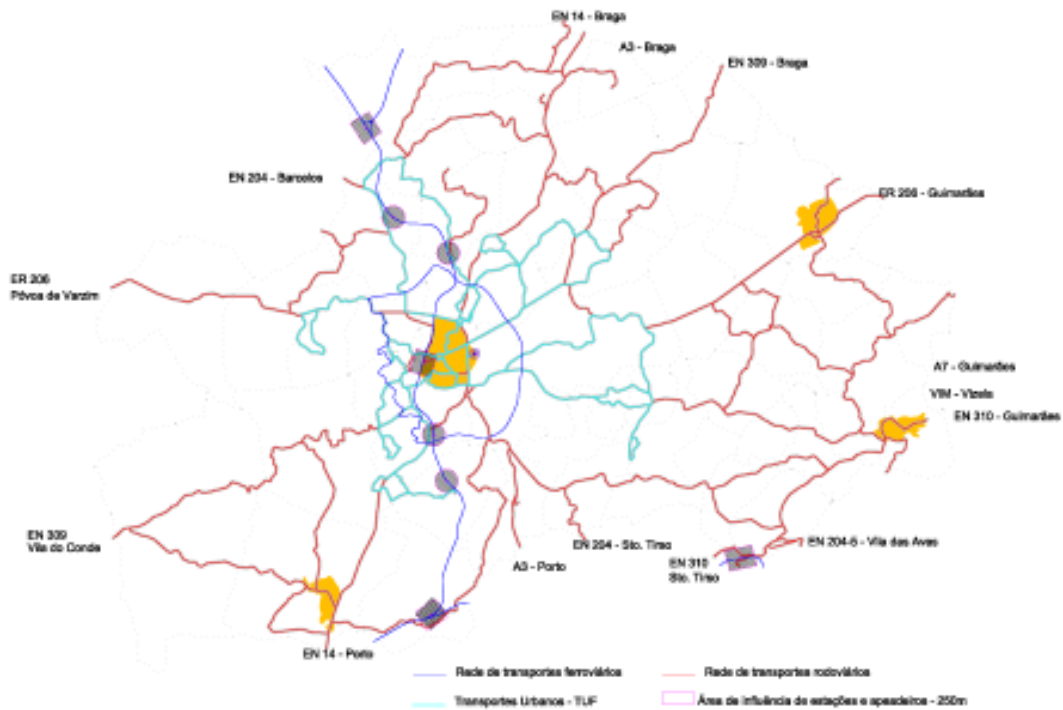 EN 14 - Braga
A3 - Braga
EN 309 - Braga
EN 204 - Barcelos
ER 206 - Guimarães
ER 206
Póvoa de Varzim
A7 - Guimarães
VIM - Vizela
EN 310 - Guimarães
EN 309
Vila do Conde
EN 204 - Sto. Tirso
EN 204-5 - Vila das Aves
EN 310
Sto. Tirso
A3 - Porto
EN 14 - Porto
Rede de transportes ferroviários
Rede de transportes rodoviários
Transportes Urbanos - TUF
Área de influência de estações e apeadeiros - 250m